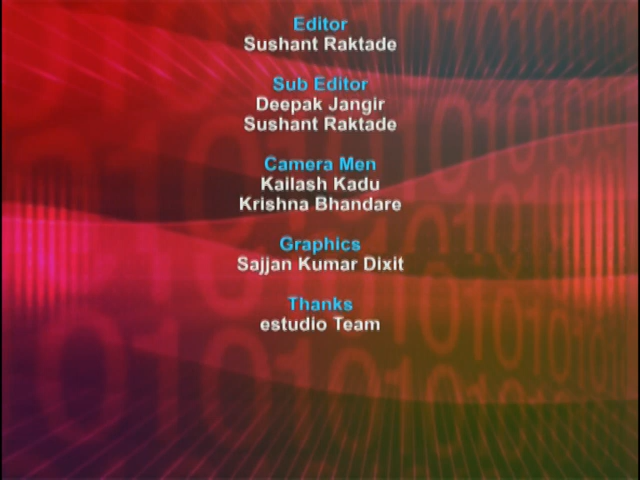 Editor
Sushant Raktade
Sub Editor
Deepak Jangir
Sushant Raktade
Camera Men
Kailash Kadu
Krishna Bhandare
Graphics
Sajjan Kumar Dixit
Thanks
estudio Team